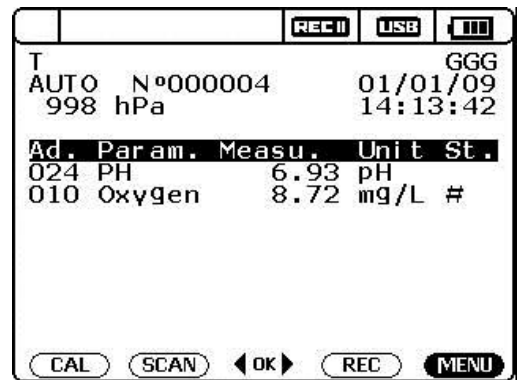 REC II USB
T GGG
AUTO Nº000004 01/01/09
998 hPa 14:13:42
Ad. Param. Measu. Unit St.
024 PH 6.93 pH
010 Oxygen 8.72 mg/L #
CAL SCAN OK REC MENU